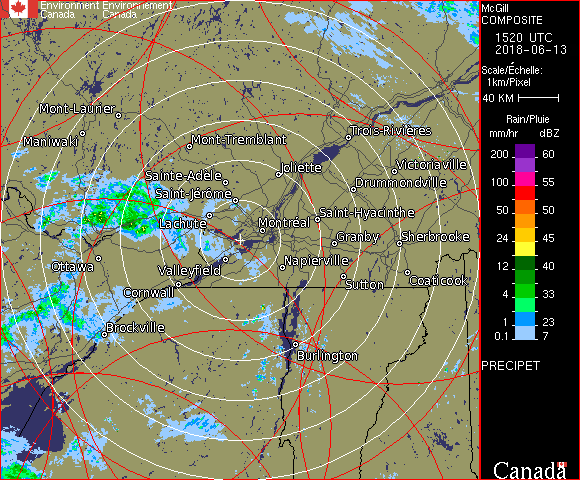 Environment Environnement
Canada Canada
McGill
COMPOSITE
1520 UTC
2018-06-13
Scale/Échelle:
1km/Pixel
40 KM
Rain/Pluie
mm/hr dBZ
200 60
100 55
50 50
24 45
12 40
4 33
1 23
0.1 7
PRECIPET
Canada
Mont-Laurier
Maniwaki
Mont-Tremblant
Trois-Rivières
Joliette
Victoriaville
Sainte-Adèle
Drummondville
Saint-Jérôme
Saint-Hyacinthe
Lachute
Montréal
Granby
Sherbrooke
Ottawa
Valleyfield
Napierville
Cornwall
Sutton
Coaticook
Brockville
Burlington